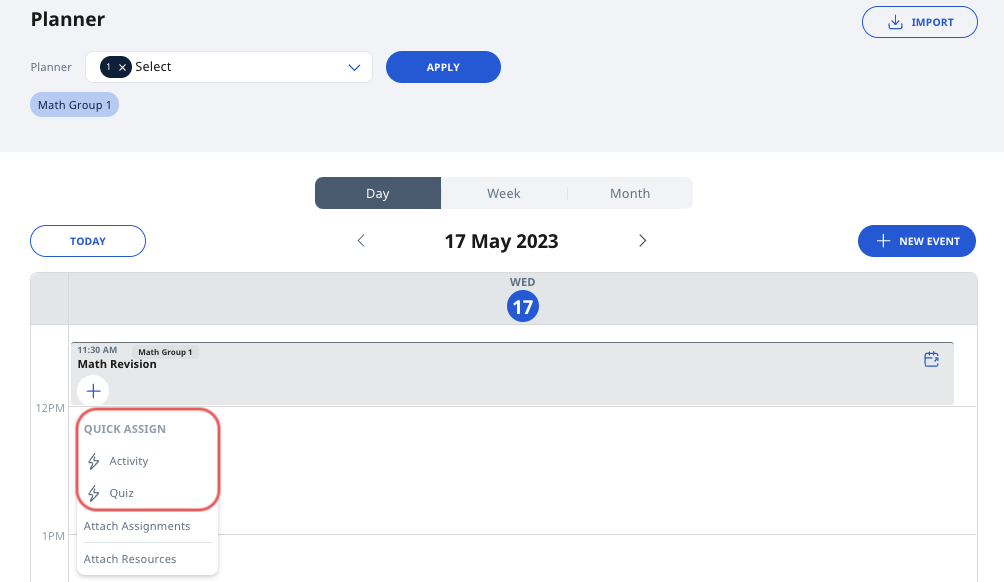 Planner
IMPORT
Planner
1 × Select
APPLY
Math Group 1
Day Week Month
TODAY
17 May 2023
NEW EVENT
WED
17
11:30 AM Math Group 1
Math Revision
12PM
QUICK ASSIGN
Activity
Quiz
Attach Assignments
1PM
Attach Resources